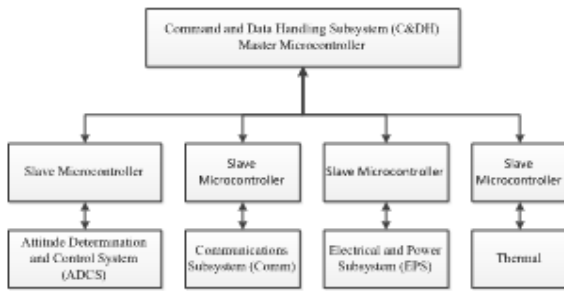 Command and Data Handling Subsystem (C&DH)
Master Microcontroller
Slave Microcontroller
Slave
Microcontroller
Slave Microcontroller
Slave
Microcontroller
Attitude Determination
and Control System
(ADCS)
Communications
Subsystem (Comm)
Electrical and Power
Subsystem (EPS)
Thermal